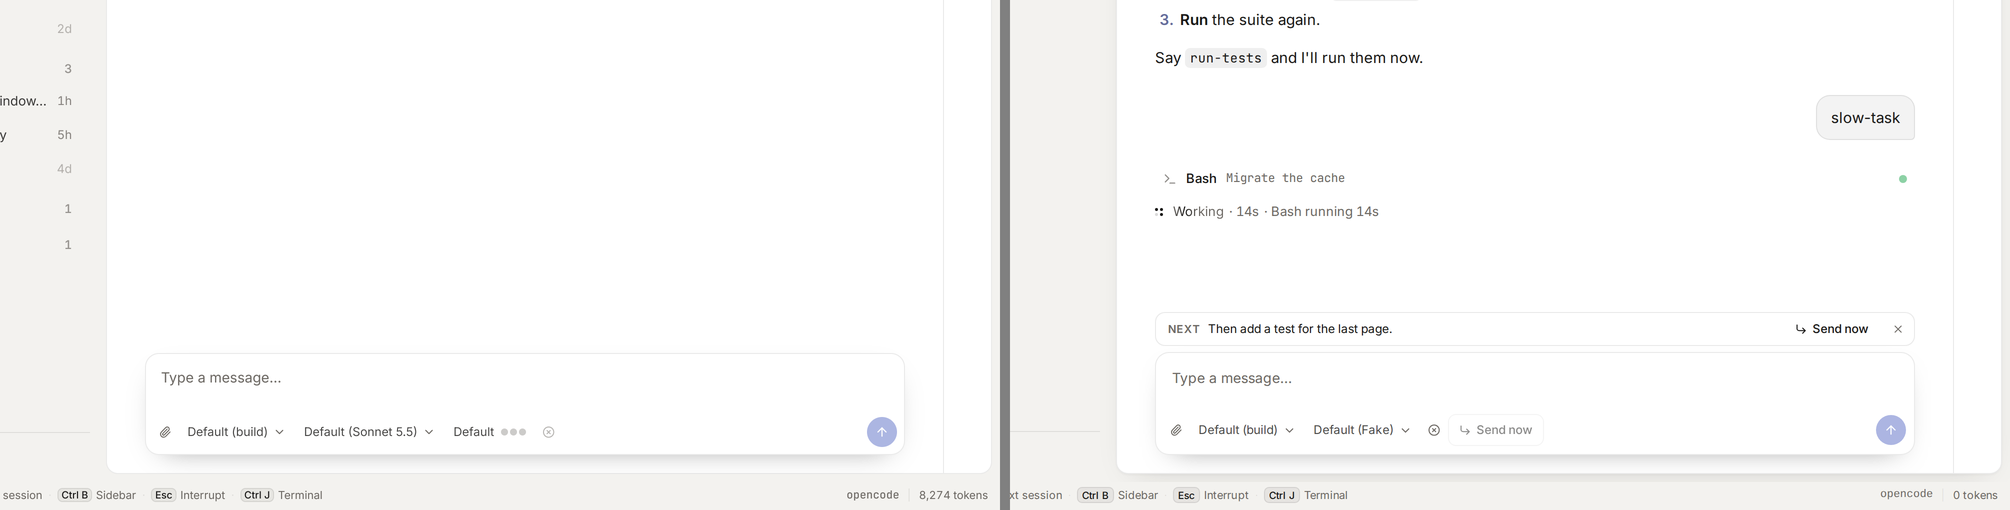 2d
3
indow... 1h
y 5h
4d
1
1
Type a message...
Default (build) Default (Sonnet 5.5) Default
session Ctrl B Sidebar Esc Interrupt Ctrl J Terminal
opencode 8,274 tokens
3. Run the suite again.
Say run-tests and I'll run them now.
slow-task
>_ Bash Migrate the cache
Working · 14s · Bash running 14s
NEXT Then add a test for the last page. Send now
Type a message...
Default (build) Default (Fake) Send now
xt session Ctrl B Sidebar Esc Interrupt Ctrl J Terminal
opencode 0 tokens